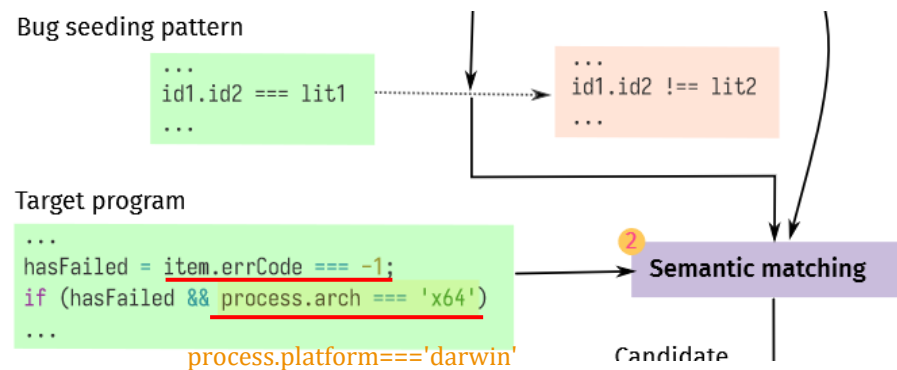 Bug seeding pattern
...
id1.id2 === lit1
...
...
id1.id2 !== lit2
...
Target program
...
hasFailed = item.errCode === -1;
if (hasFailed && process.arch === 'x64')
...
process.platform==='darwin'
2
Semantic matching
Candidate